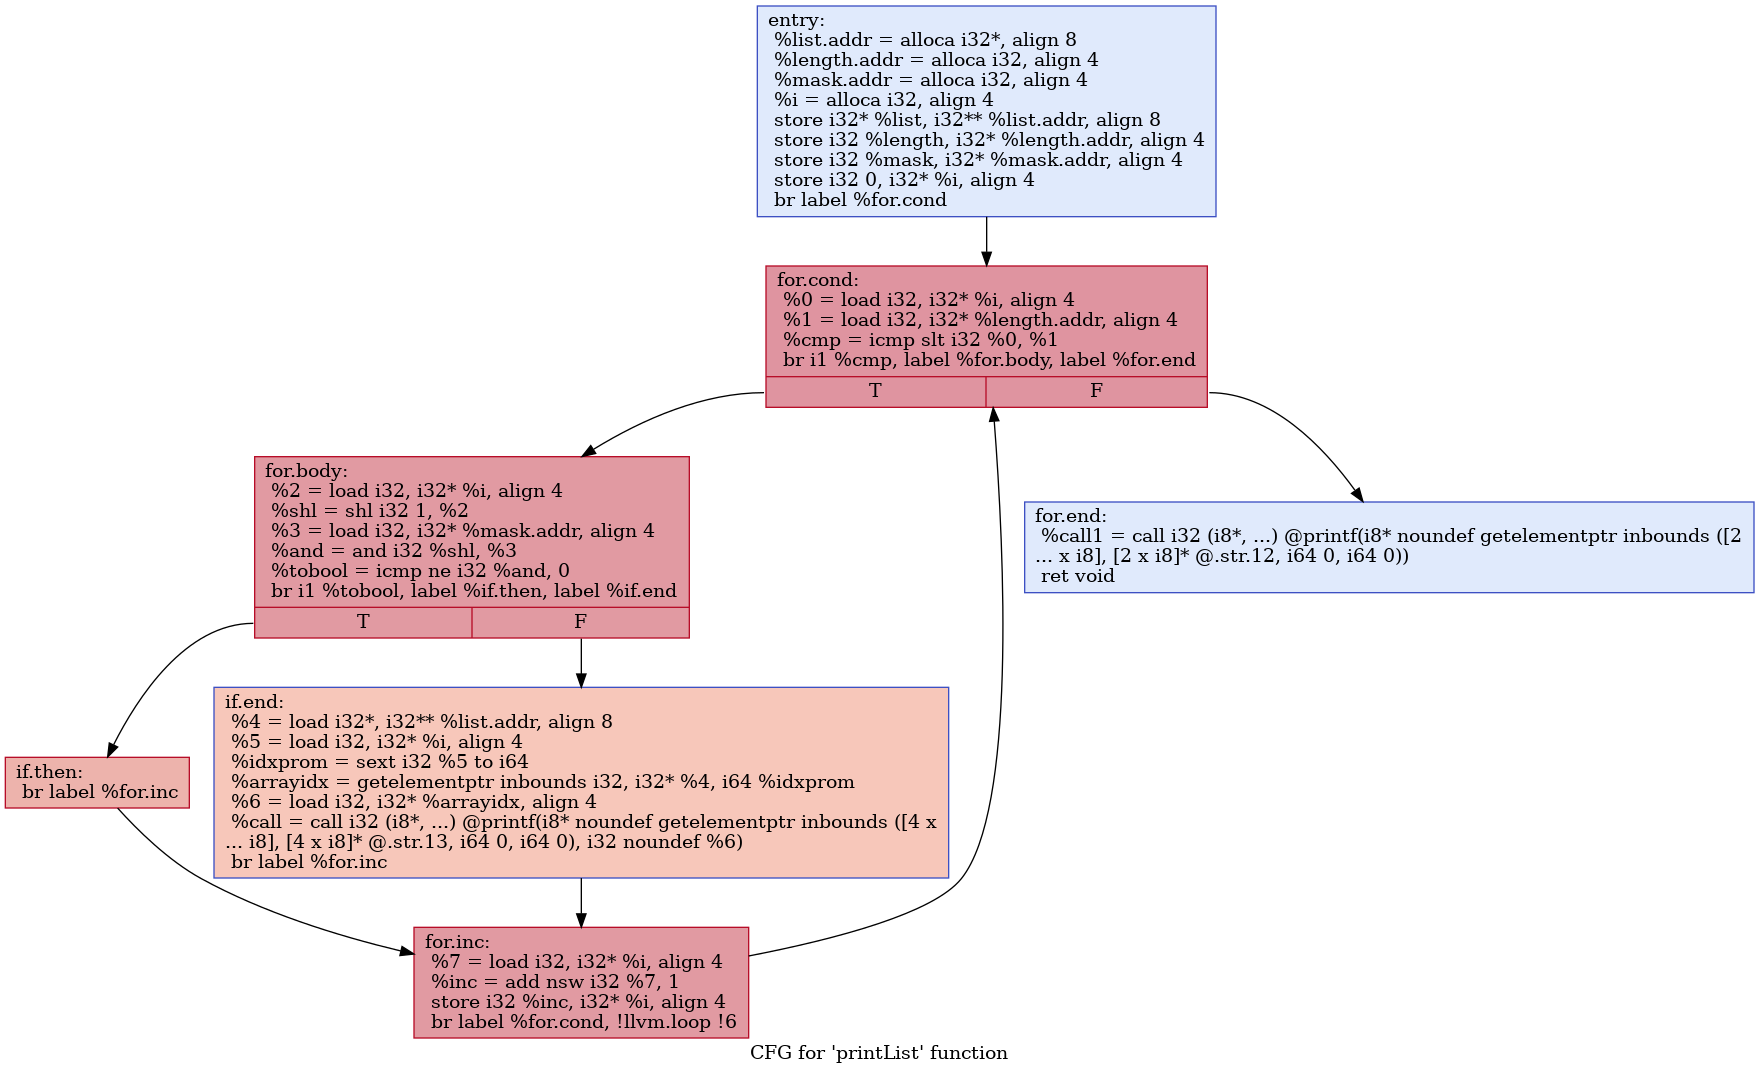 entry:
%list.addr = alloca i32*, align 8
%length.addr = alloca i32, align 4
%mask.addr = alloca i32, align 4
%i = alloca i32, align 4
store i32* %list, i32** %list.addr, align 8
store i32 %length, i32* %length.addr, align 4
store i32 %mask, i32* %mask.addr, align 4
store i32 0, i32* %i, align 4
br label %for.cond
for.cond:
%0 = load i32, i32* %i, align 4
%1 = load i32, i32* %length.addr, align 4
%cmp = icmp slt i32 %0, %1
br i1 %cmp, label %for.body, label %for.end
T
F
for.body:
%2 = load i32, i32* %i, align 4
%shl = shl i32 1, %2
%3 = load i32, i32* %mask.addr, align 4
%and = and i32 %shl, %3
%tobool = icmp ne i32 %and, 0
br i1 %tobool, label %if.then, label %if.end
T
F
for.end:
%call1 = call i32 (i8*, ...) @printf(i8* noundef getelementptr inbounds ([2
... x i8], [2 x i8]* @.str.12, i64 0, i64 0))
ret void
if.then:
br label %for.inc
if.end:
%4 = load i32*, i32** %list.addr, align 8
%5 = load i32, i32* %i, align 4
%idxprom = sext i32 %5 to i64
%arrayidx = getelementptr inbounds i32, i32* %4, i64 %idxprom
%6 = load i32, i32* %arrayidx, align 4
%call = call i32 (i8*, ...) @printf(i8* noundef getelementptr inbounds ([4 x
... i8], [4 x i8]* @.str.13, i64 0, i64 0), i32 noundef %6)
br label %for.inc
for.inc:
%7 = load i32, i32* %i, align 4
%inc = add nsw i32 %7, 1
store i32 %inc, i32* %i, align 4
br label %for.cond, !llvm.loop !6
CFG for 'printList' function